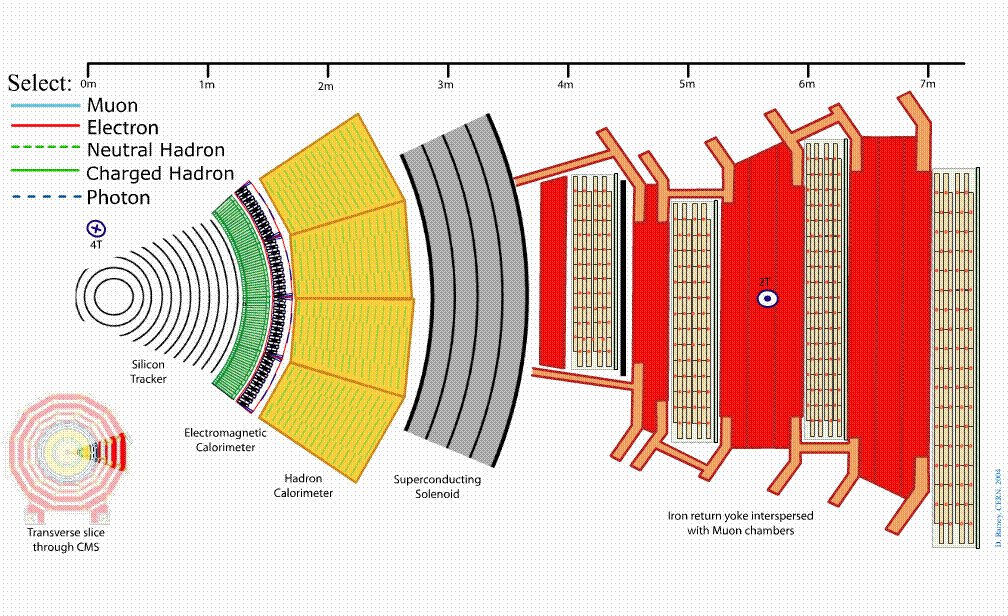 0m 1m 2m 3m 4m 5m 6m 7m
Select:
Muon
Electron
Neutral Hadron
Charged Hadron
Photon
4T
2T
Silicon
Tracker
Electromagnetic
Calorimeter
Hadron
Calorimeter
Superconducting
Solenoid
Iron return yoke interspersed
with Muon chambers
Transverse slice
through CMS
D. Barney, CERN, 2004